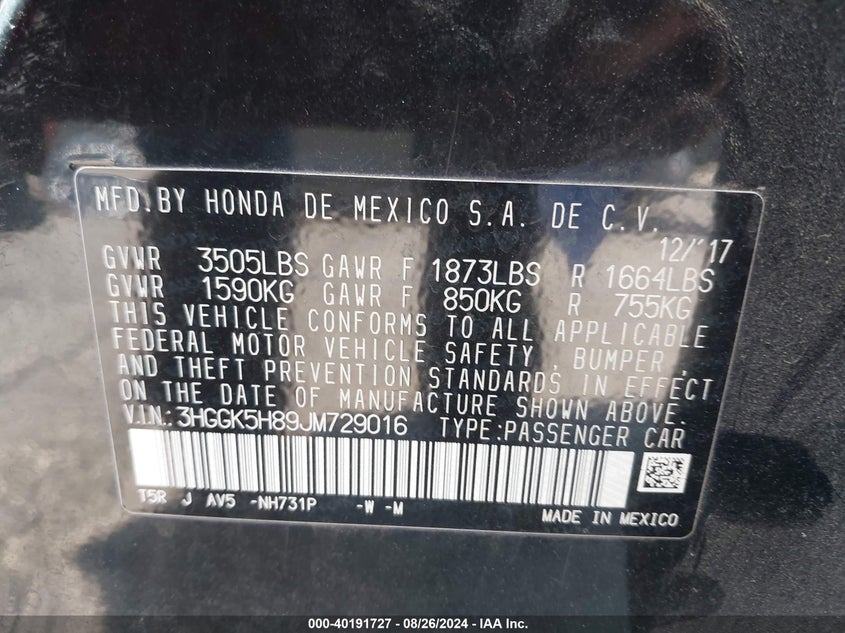 MFD.BY HONDA DE MEXICO S.A. DE C.V.
12/'17
GVWR 3505LBS GAWR F 1873LBS R 1664LBS
GVWR 1590KG GAWR F 850KG R 755KG
THIS VEHICLE CONFORMS TO ALL APPLICABLE
FEDERAL MOTOR VEHICLE SAFETY, BUMPER,
AND THEFT PREVENTION STANDARDS IN EFFECT
ON THE DATE OF MANUFACTURE SHOWN ABOVE.
V.I.N.: 3HGGK5H89JM729016 TYPE:PASSENGER CAR
T5R J AV5 -NH731P -W -M
MADE IN MEXICO
000-40191727 - 08/26/2024 - IAA Inc.